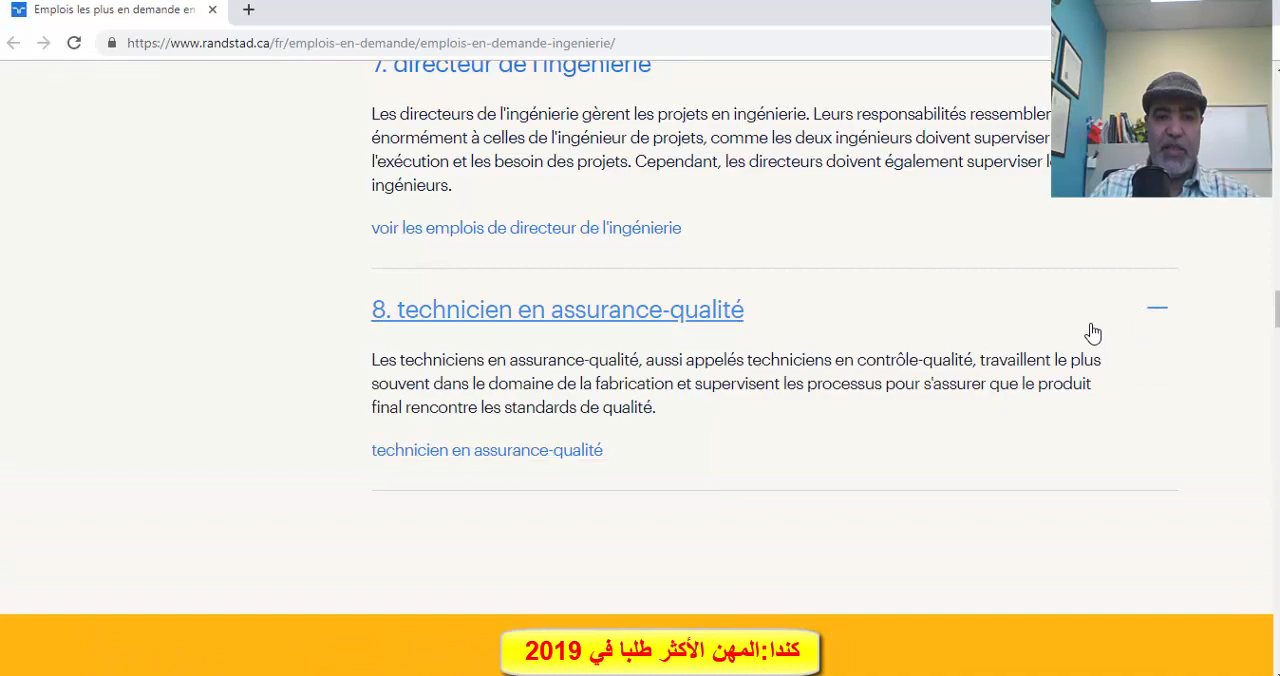 Emplois les plus en demande en
https://www.randstad.ca/fr/emplois-en-demande/emplois-en-demande-ingenierie/
7. directeur de l'ingénierie
Les directeurs de l'ingénierie gèrent les projets en ingénierie. Leurs responsabilités ressemblen
énormement à celles de l'ingénieur de projets, comme les deux ingénieurs doivent superviser
l'exécution et les besoin des projets. Cependant, les directeurs doivent également superviser
ingénieurs.
voir les emplois de directeur de l'ingénierie
8. technicien en assurance-qualité
Les techniciens en assurance-qualité, aussi appelés techniciens en contrôle-qualité, travaillent le plus
souvent dans le domaine de la fabrication et supervisent les processus pour s'assurer que le produit
final rencontre les standards de qualité.
technicien en assurance-qualité
كندا:المهن الأكثر طلبا في 2019